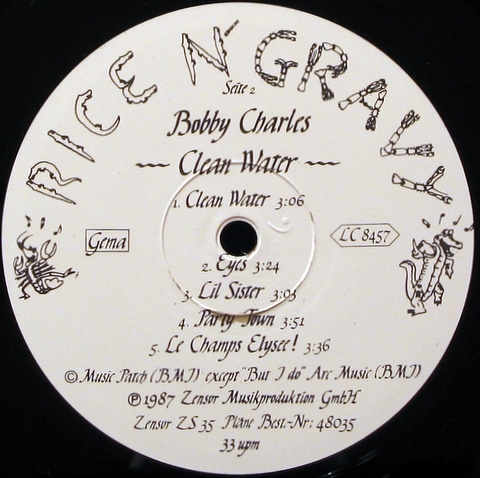 RICE N' GRAVY
Seite 2
Bobby Charles
~ Clean Water ~
1. Clean Water 3:06
Gema
LC 8457
2. Eyes 3:24
3. Lil Sister 3:03
4. Party Town 3:51
5. Le Champs Elysee! 3:36
© Music Patch (BMI) except "But I do" Arc Music (BMI)
℗ 1987 Zensor Musikproduktion GmbH
Zensor ZS 35 Plane Best.-Nr: 48035
33 upm